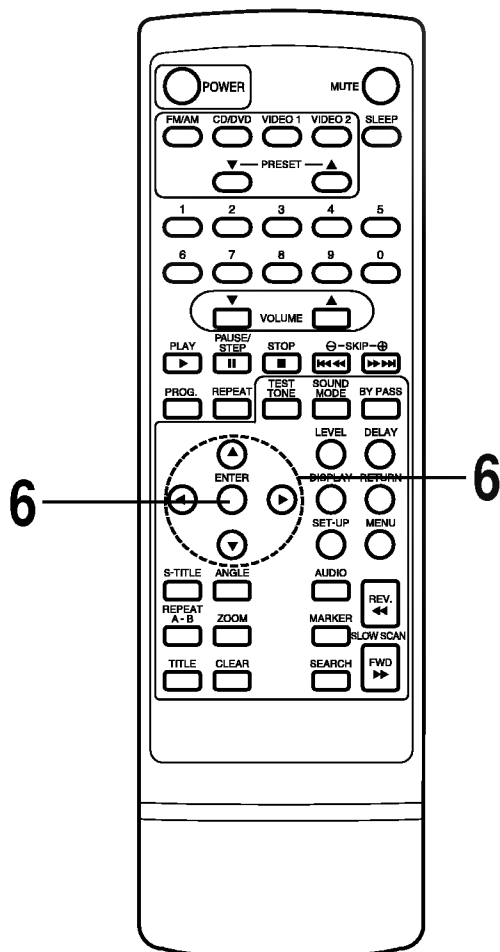 POWER MUTE
FM/AM CD/DVD VIDEO 1 VIDEO 2 SLEEP
▼ — PRESET — ▲
1 2 3 4 5
6 7 8 9 0
▼ VOLUME ▲
PLAY PAUSE/STEP STOP ⊖-SKIP-⊕
PROG. REPEAT TEST TONE SOUND MODE BY PASS
LEVEL DELAY
ENTER DISPLAY RETURN
6 6
SET-UP MENU
S-TITLE ANGLE AUDIO REV.
REPEAT A - B ZOOM MARKER SLOW SCAN
TITLE CLEAR SEARCH FWD